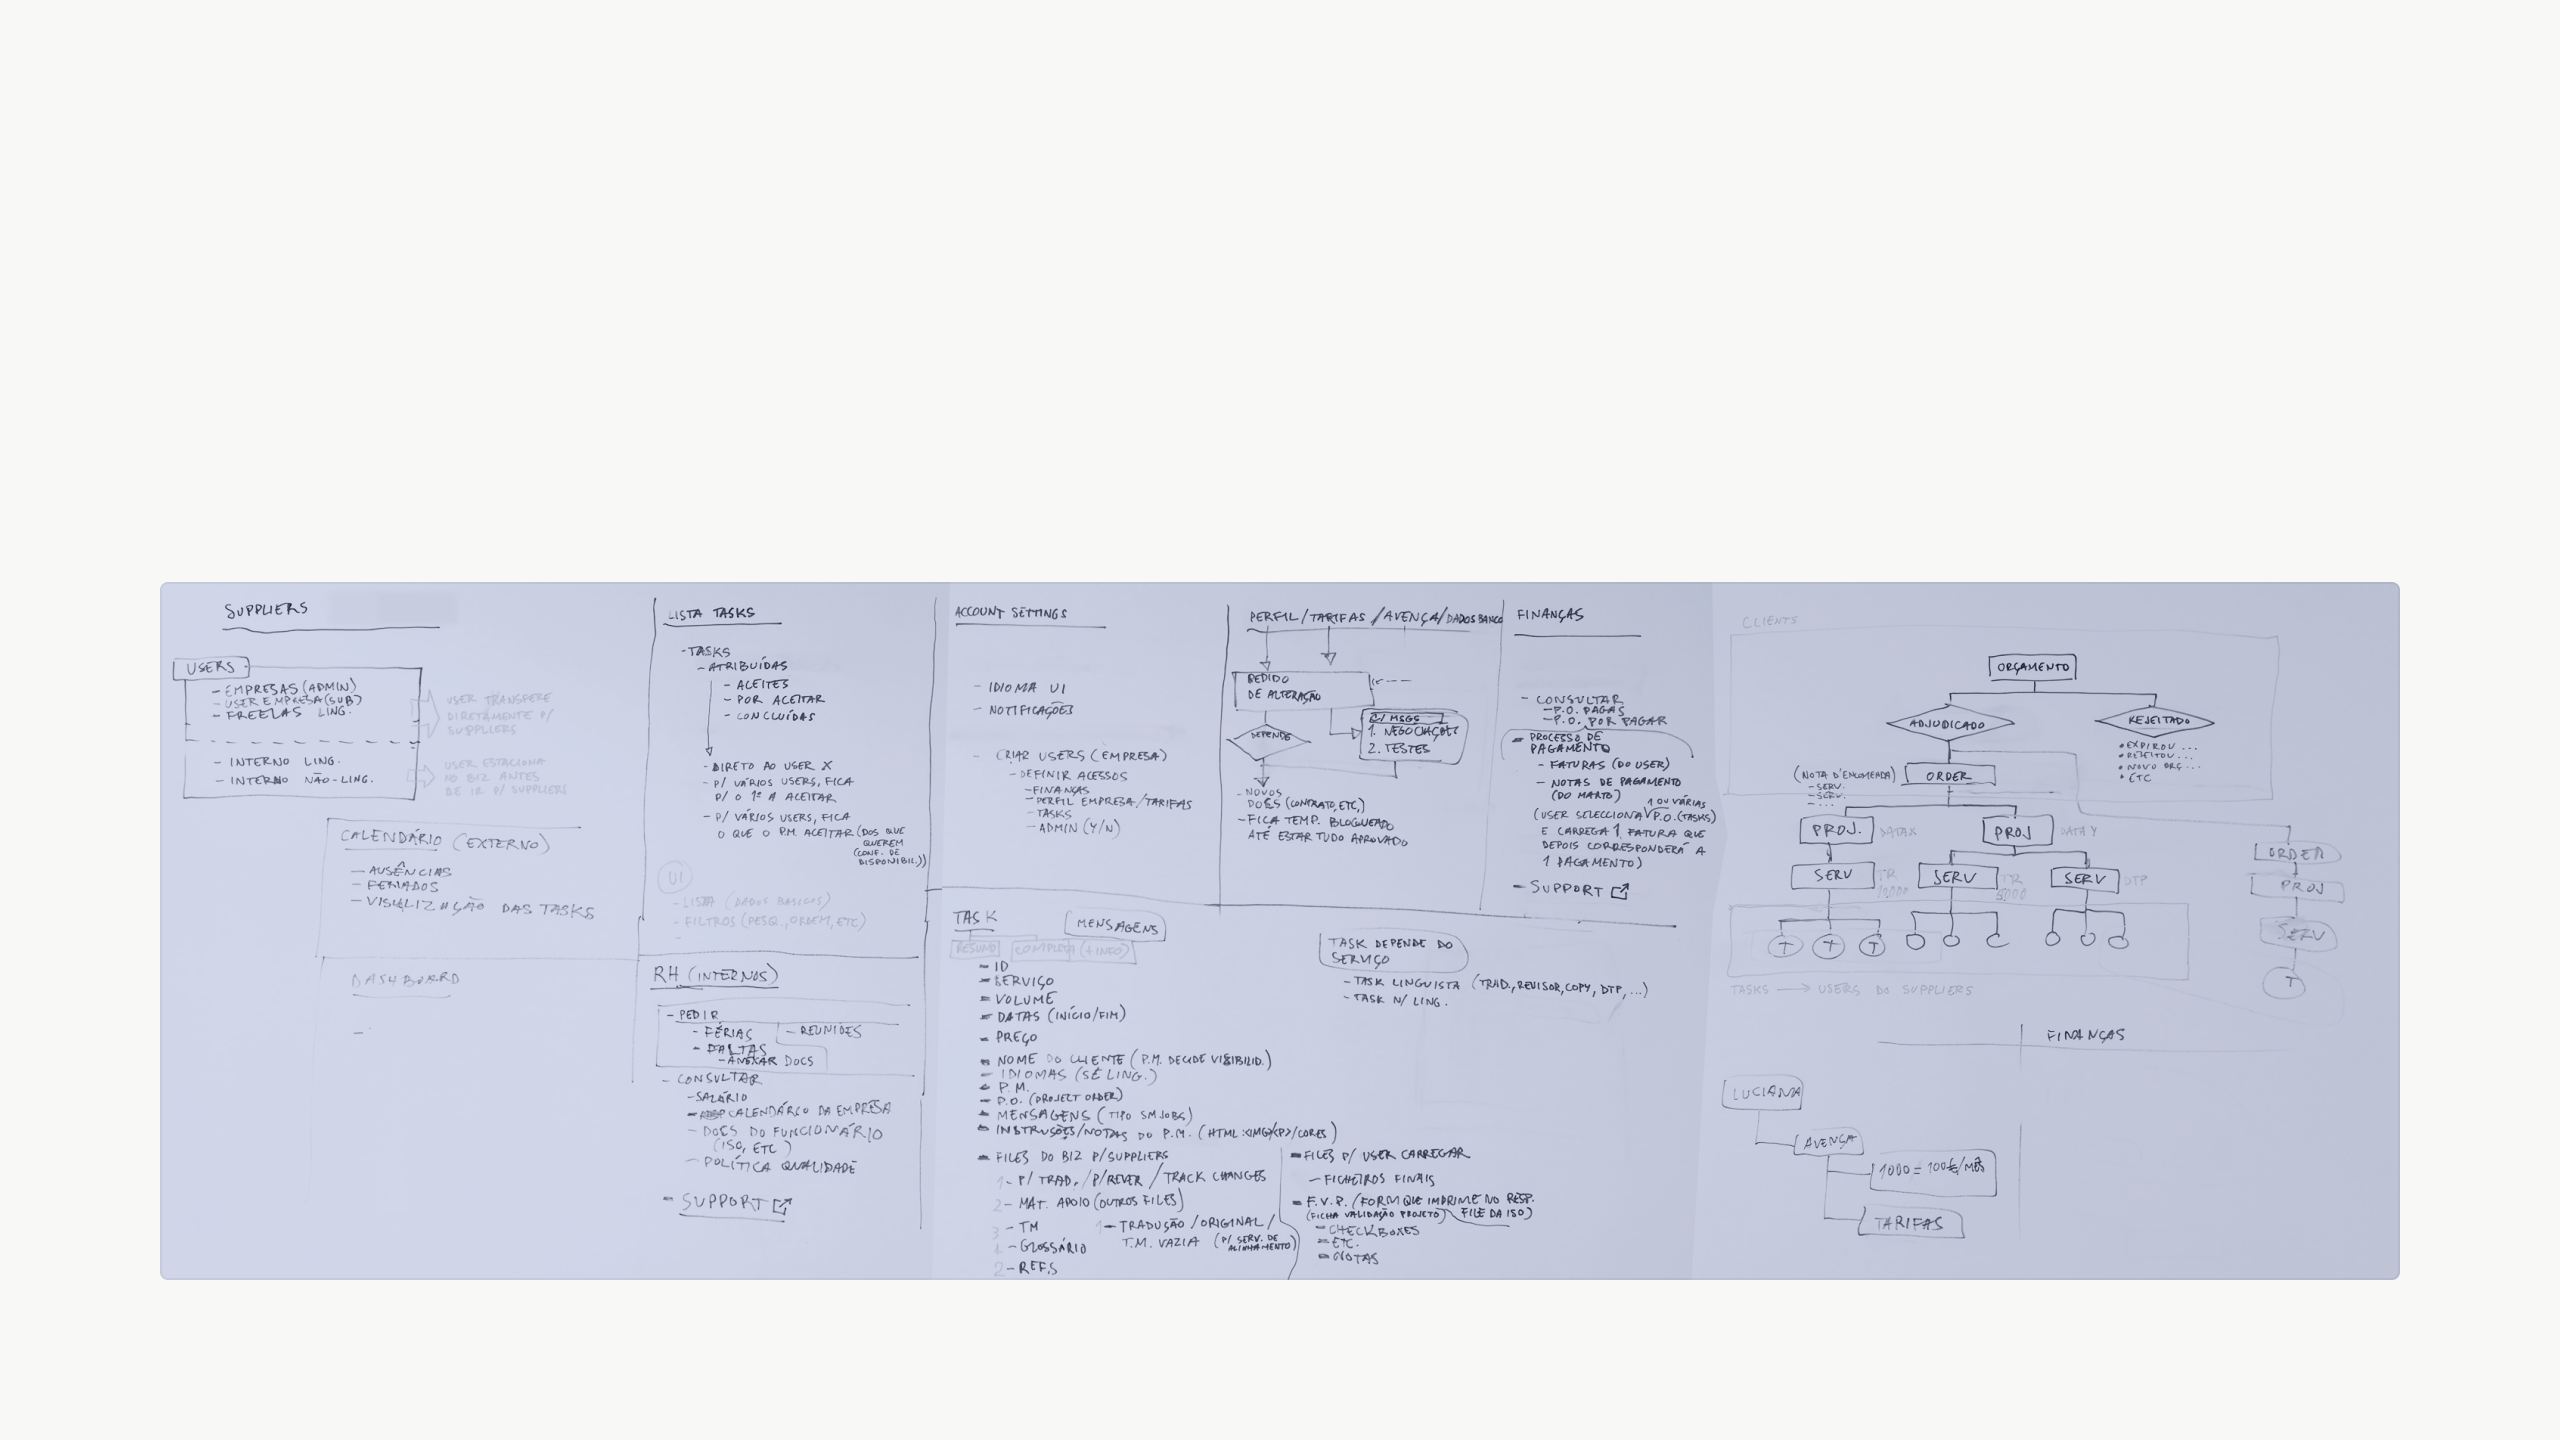 SUPPLIERS
USERS
- EMPRESAS (ADMIN)
- USER EMPRESA (SUB)
- FREELAS LING.
- INTERNO LING.
- INTERNO NÃO-LING.
USER TRANSFERE
DIRETAMENTE P/
SUPPLIERS
USER ESTACIONA
NO BIZ ANTES
DE IR P/ SUPPLIERS
CALENDÁRIO (EXTERNO)
- AUSÊNCIAS
- FERIADOS
- VISUALIZAÇÃO DAS TASKS
DASHBOARD
-
LISTA TASKS
- TASKS
- ATRIBUÍDAS
- ACEITES
- POR ACEITAR
- CONCLUÍDAS
- DIRETO AO USER X
- P/ VÁRIOS USERS, FICA
P/ O 1º A ACEITAR
- P/ VÁRIOS USERS, FICA
O QUE O P.M. ACEITAR (DOS QUE
QUEREM
(CONF. DE
DISPONIBIL.))
UI
- LISTA (DADOS BÁSICOS)
- FILTROS (PESQ., ORDEM, ETC)
-
RH (INTERNOS)
- PEDIR
- FÉRIAS
- REUNIÕES
- FALTAS
- ANEXAR DOCS
- CONSULTAR
- SALÁRIO
- CALENDÁRIO DA EMPRESA
- DOCS DO FUNCIONÁRIO
(ISO, ETC)
- POLÍTICA QUALIDADE
- SUPPORT
ACCOUNT SETTINGS
- IDIOMA UI
- NOTIFICAÇÕES
- CRIAR USERS (EMPRESA)
- DEFINIR ACESSOS
- FINANÇAS
- PERFIL EMPRESA/TARIFAS
- TASKS
- ADMIN (Y/N)
PERFIL/TARIFAS/AVENÇA/DADOS BANCO
PEDIDO
DE ALTERAÇÃO
DEPENDE
C/ MSGS
1. NEGOCIAÇÃO
2. TESTES
- NOVOS
DOCS (CONTRATO, ETC.)
- FICA TEMP. BLOQUEADO
ATÉ ESTAR TUDO APROVADO
FINANÇAS
- CONSULTAR
- P.O. PAGAS
- P.O. POR PAGAR
- PROCESSO DE
PAGAMENTO
- FATURAS (DO USER)
- NOTAS DE PAGAMENTO
(DO MARTO)
1 OU VÁRIAS
(USER SELECCIONA P.O. (TASKS)
E CARREGA 1 FATURA QUE
DEPOIS CORRESPONDERÁ A
1 PAGAMENTO)
- SUPPORT
TASK
MENSAGENS
RESUMO
COMPLETA (+ INFO)
- ID
- SERVIÇO
- VOLUME
- DATAS (INÍCIO/FIM)
- PREÇO
- NOME DO CLIENTE (P.M. DECIDE VISIBILID.)
- IDIOMAS (SE LING.)
- P.M.
- P.O. (PROJECT ORDER)
- MENSAGENS (TIPO SMJOBS)
- INSTRUSÕES/NOTAS DO P.M. (HTML: <IMG><P>/CORES)
- FILES DO BIZ P/SUPPLIERS
1- P/ TRAD./P/REVER/TRACK CHANGES
2- MAT. APOIO (OUTROS FILES)
3- TM
- GLOSSÁRIO
2- REF.S
1- TRADUÇÃO/ORIGINAL/
T.M. VAZIA (P/ SERV. DE
ALINHAMENTO)
- FILES P/ USER CARREGAR
- FICHEIROS FINAIS
- F.V.P. (FORM QUE IMPRIME NO RESP.
(FICHA VALIDAÇÃO PROJETO) FILE DA ISO)
- CHECKBOXES
- ETC.
- NOTAS
TASK DEPENDE DO
SERVIÇO
- TASK LINGUISTA (TRAD., REVISOR, COPY, DTP, ...)
- TASK N/ LING.
CLIENTS
ORÇAMENTO
ADJUDICADO
REJEITADO
• EXPIROU ...
• REJEITOU ...
• NOVO ORÇ ...
• ETC
(NOTA D'ENCOMENDA)
- SERV.
- SERV.
- ...
ORDER
PROJ.
DATA X
PROJ
DATA Y
SERV
TR
10000
SERV
TR
5000
SERV
DTP
T
T
T
TASKS → USERS DO SUPPLIERS
ORDER
PROJ
SERV
T
FINANÇAS
LUCIANA
AVENÇA
1000 = 100€/MÊS
TARIFAS